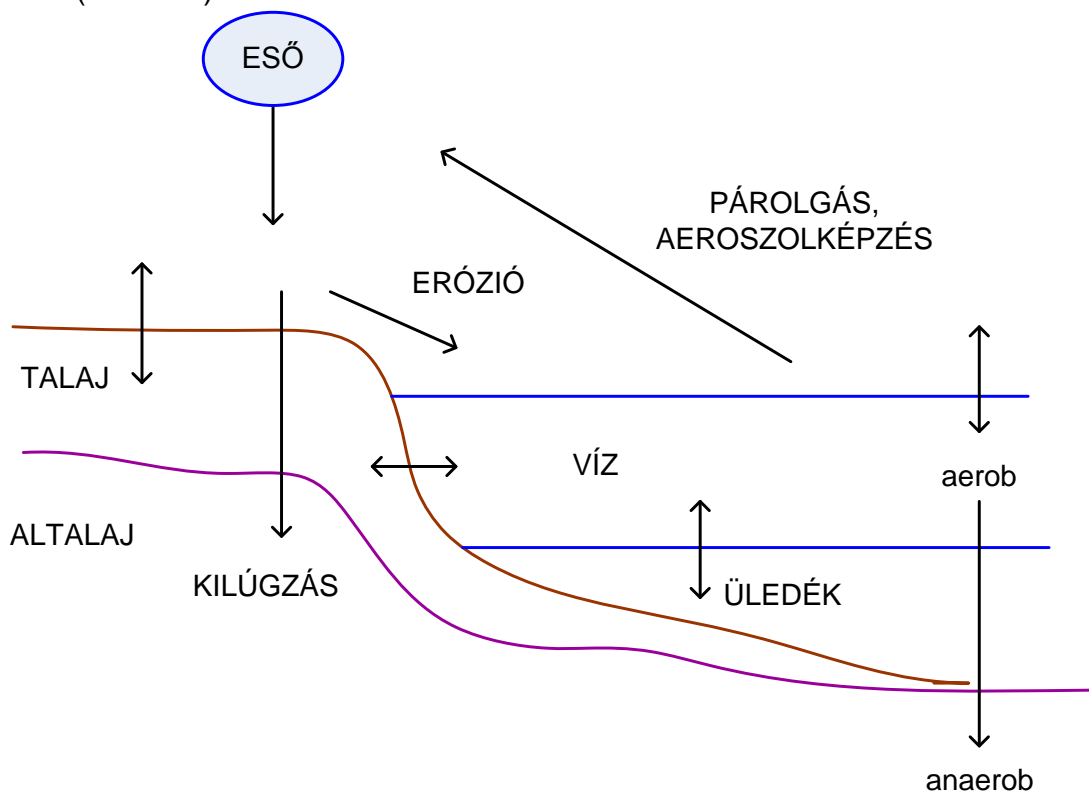 ESŐ
PÁROLGÁS,
AEROSZOLKÉPZÉS
ERÓZIÓ
TALAJ
VÍZ
aerob
ALTALAJ
KILÚGZÁS
ÜLEDÉK
anaerob